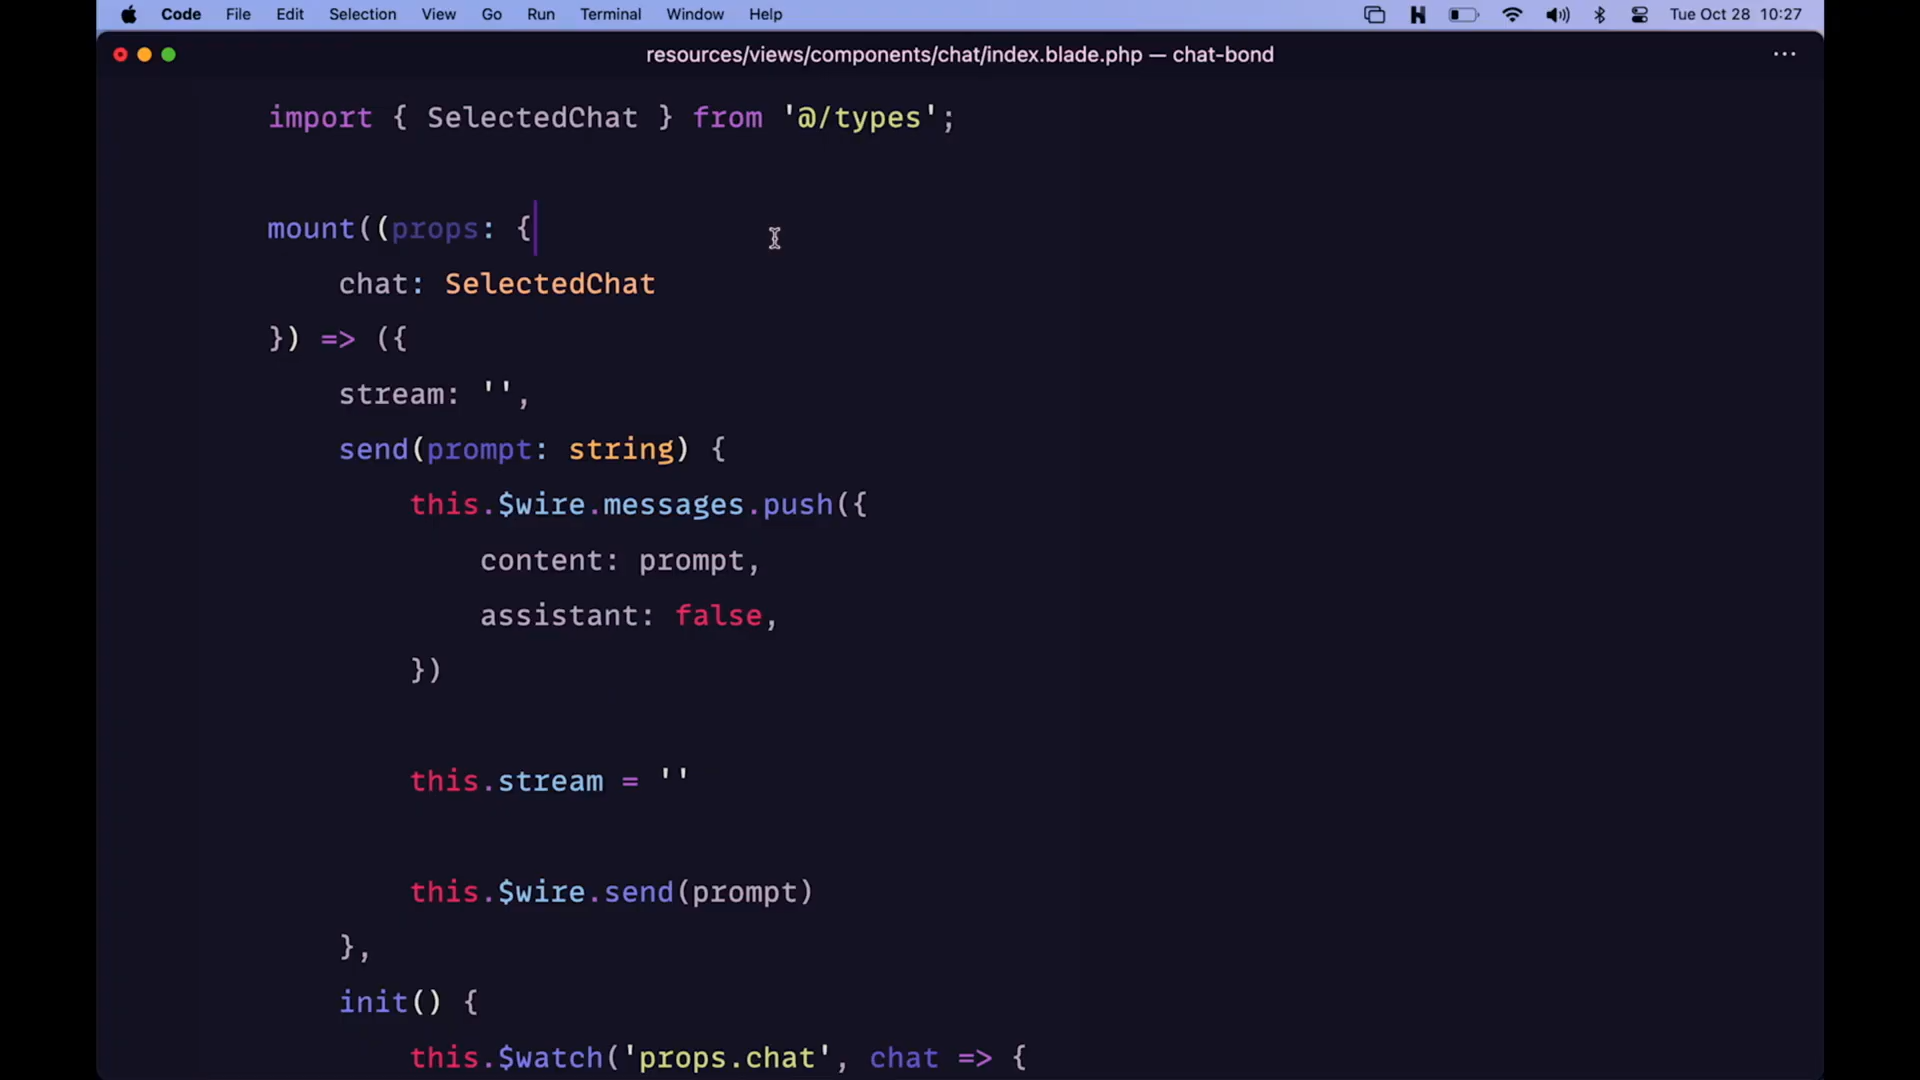 Code File Edit Selection View Go Run Terminal Window Help Tue Oct 28 10:27
resources/views/components/chat/index.blade.php — chat-bond
import { SelectedChat } from '@/types';
mount((props: {
chat: SelectedChat
}) => ({
stream: '',
send(prompt: string) {
this.$wire.messages.push({
content: prompt,
assistant: false,
})
this.stream = ''
this.$wire.send(prompt)
},
init() {
this.$watch('props.chat', chat => {